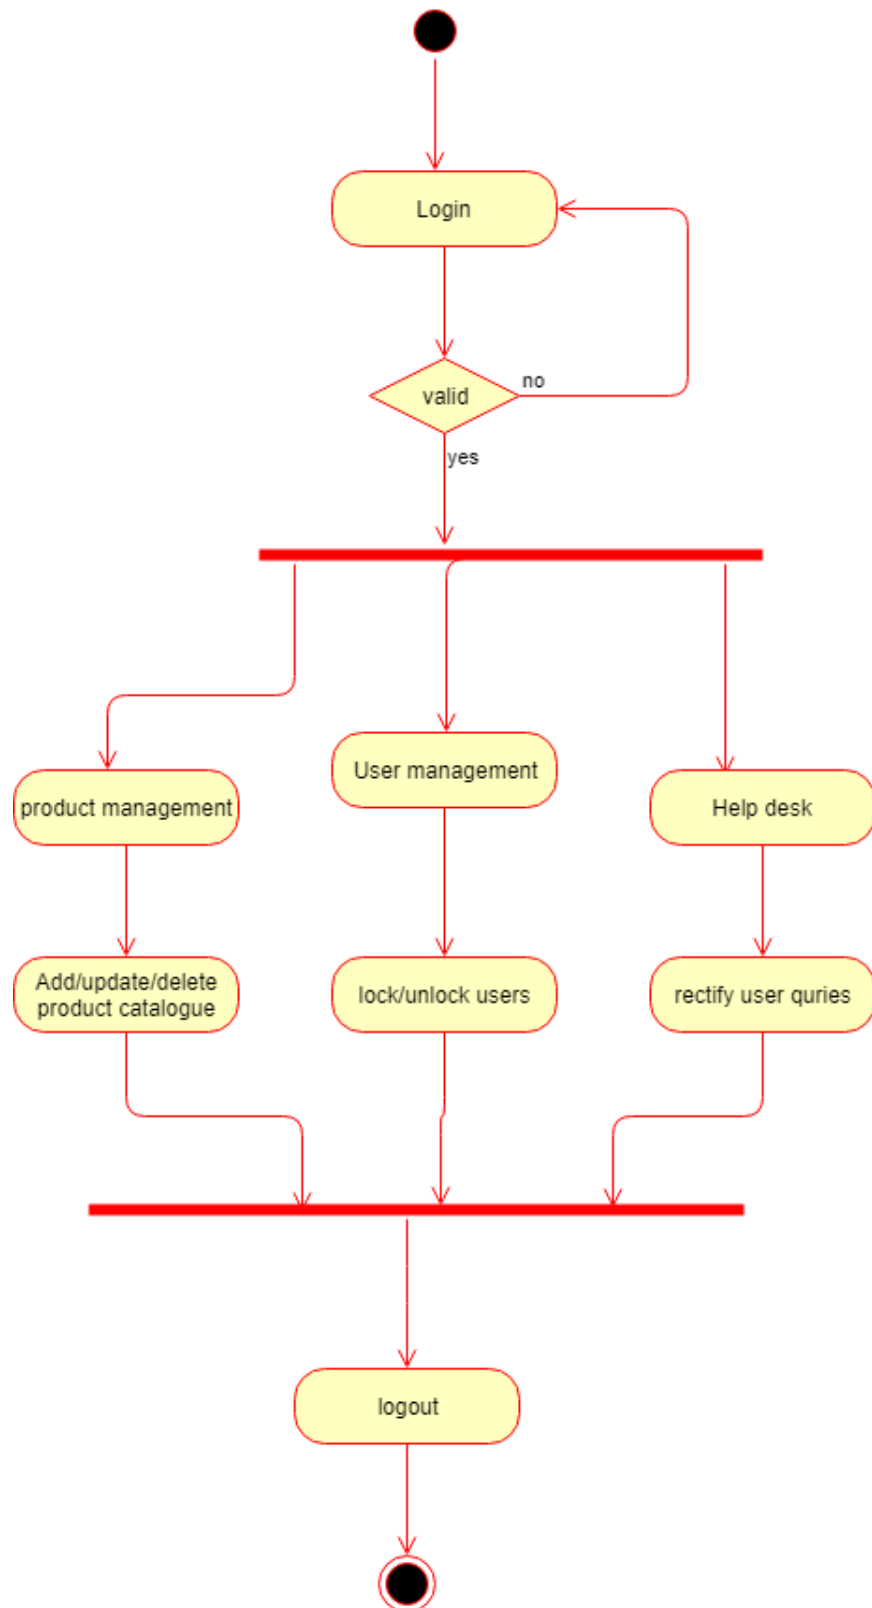 Login
valid
no
yes
product management
User management
Help desk
Add/update/delete
product catalogue
lock/unlock users
rectify user quries
logout